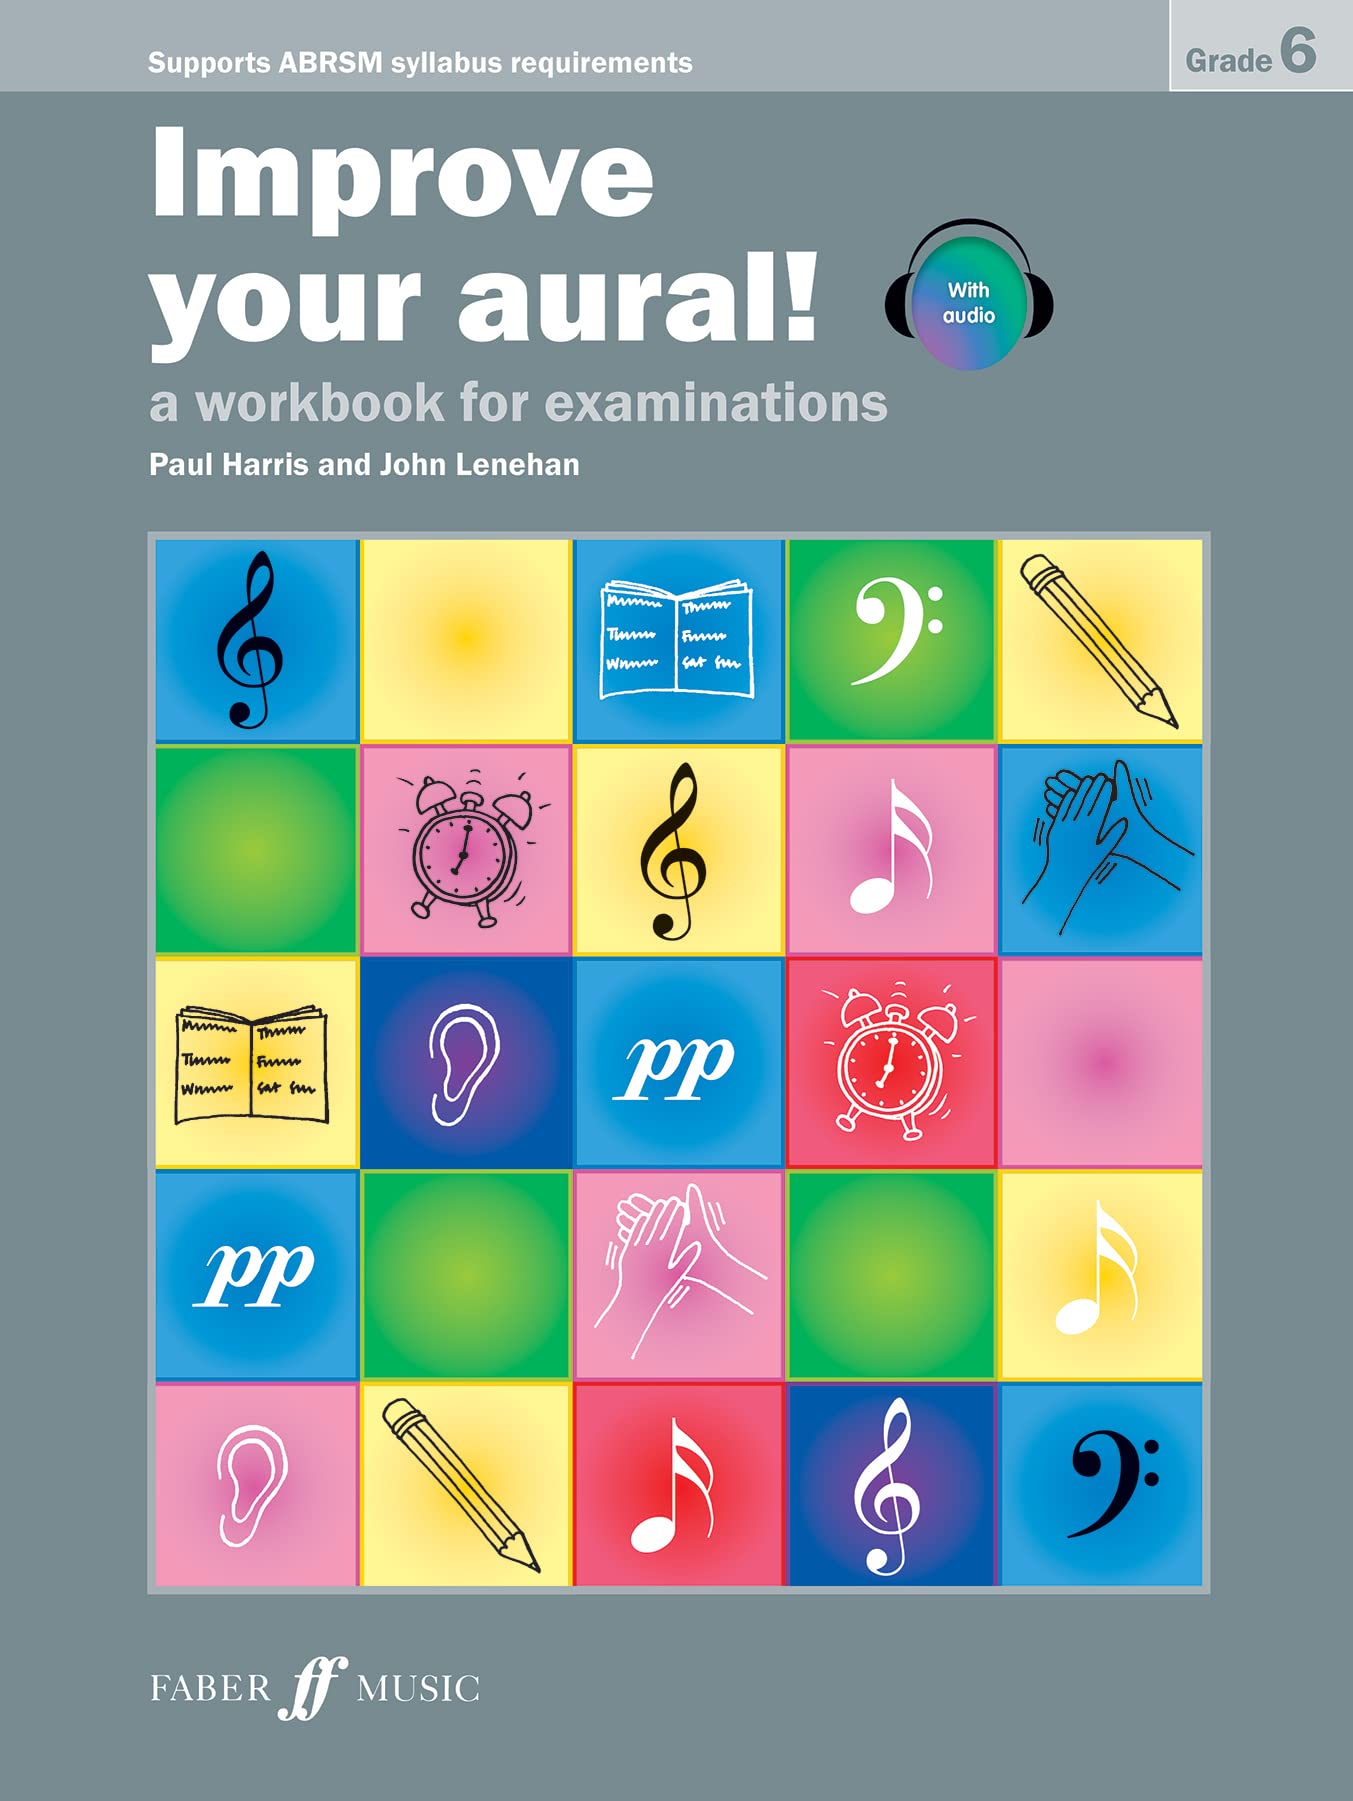 Supports ABRSM syllabus requirements
Grade 6
Improve
your aural!
With
audio
a workbook for examinations
Paul Harris and John Lenehan
pp
pp
FABER ff MUSIC